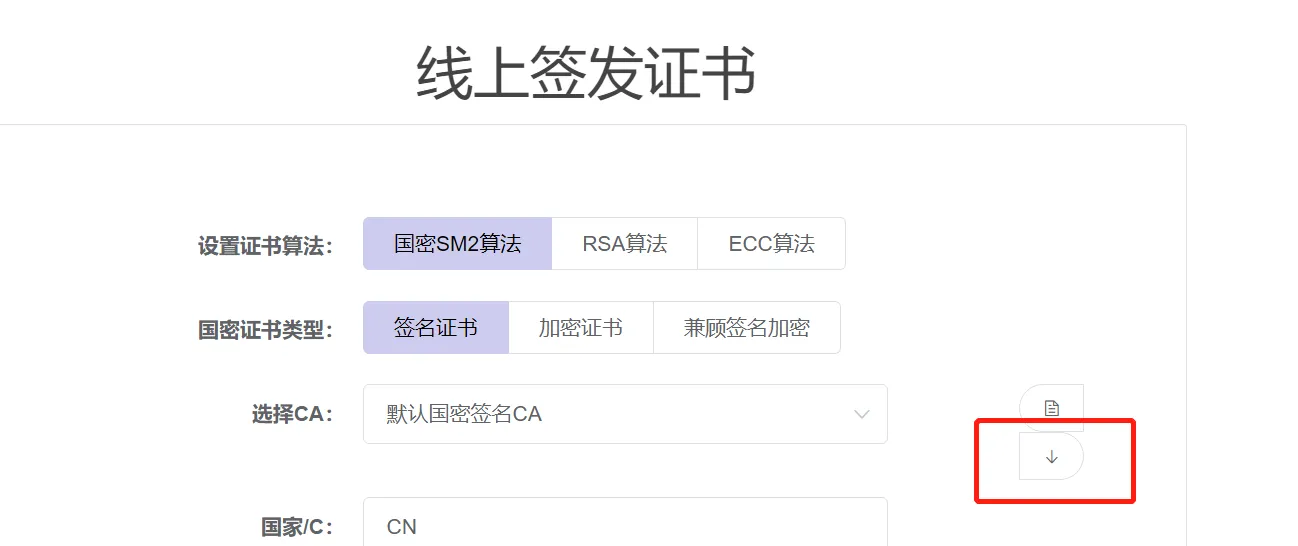 线上签发证书
设置证书算法： 国密SM2算法 RSA算法 ECC算法
国密证书类型： 签名证书 加密证书 兼顾签名加密
选择CA： 默认国密签名CA
国家/C： CN